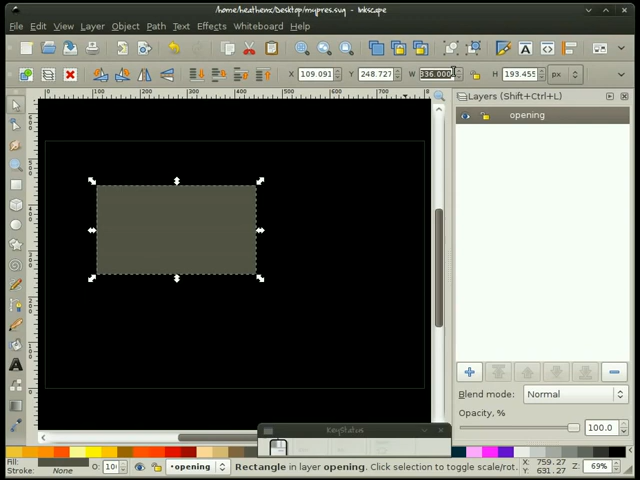 /home/heathenx/Desktop/mypres.svg - Inkscape
File Edit View Layer Object Path Text Effects Whiteboard Help
X 109.091 Y 248.727 W 336.000 H 193.455 px
Layers (Shift+Ctrl+L)
opening
Blend mode: Normal
Opacity, % 100.0
KeyStatus
Fill:
Stroke: None
O: 10
•opening
Rectangle in layer opening. Click selection to toggle scale/rot.
X: 759.27
Y: 631.27
Z: 69%